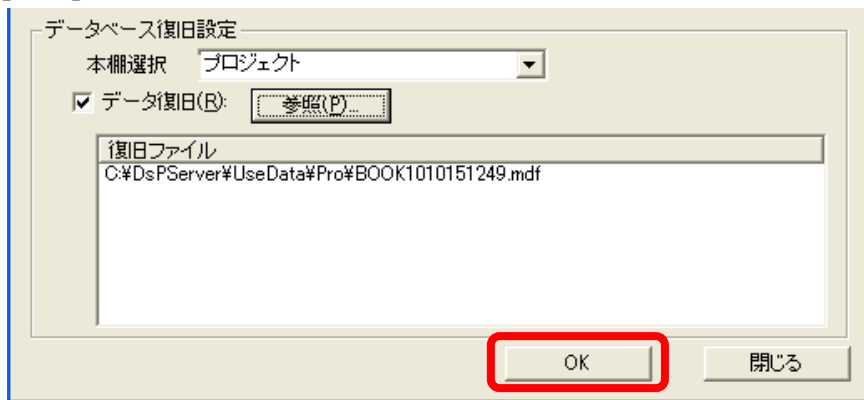 データベース復旧設定
本棚選択 プロジェクト
データ復旧(R): 参照(P)...
復旧ファイル
C:¥DsPServer¥UseData¥Pro¥BOOK1010151249.mdf
OK 閉じる